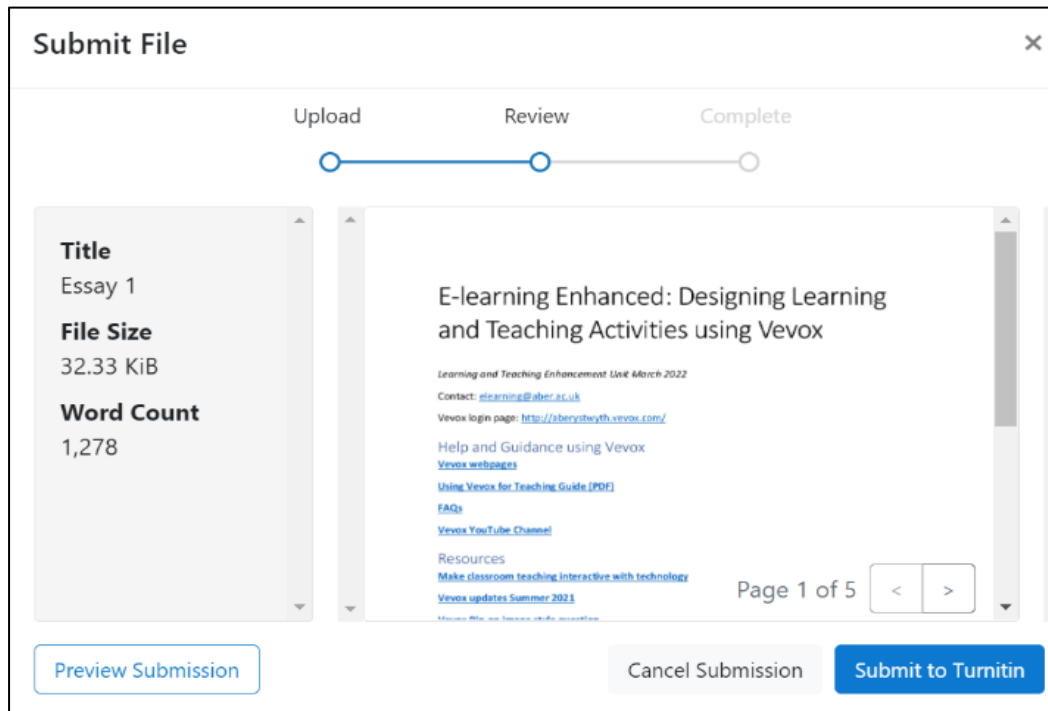 Submit File
×
Upload Review Complete
Title
Essay 1
File Size
32.33 KiB
Word Count
1,278
E-learning Enhanced: Designing Learning
and Teaching Activities using Vevox
Learning and Teaching Enhancement Unit March 2022
Contact: elearning@aber.ac.uk
Vevox login page: http://aberystwyth.vevox.com/
Help and Guidance using Vevox
Vevox webpages
Using Vevox for Teaching Guide (PDF)
FAQs
Vevox YouTube Channel
Resources
Make classroom teaching interactive with technology
Vevox updates Summer 2021
Page 1 of 5 < >
Preview Submission Cancel Submission Submit to Turnitin